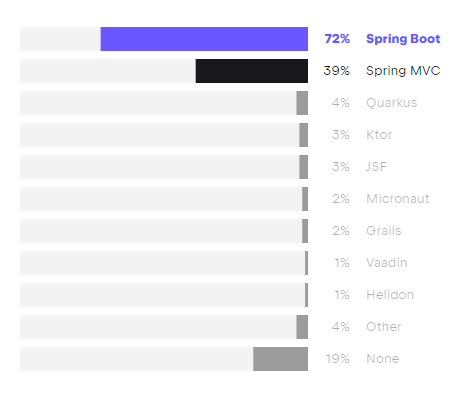 72% Spring Boot
39% Spring MVC
4% Quarkus
3% Ktor
3% JSF
2% Micronaut
2% Grails
1% Vaadin
1% Helidon
4% Other
19% None